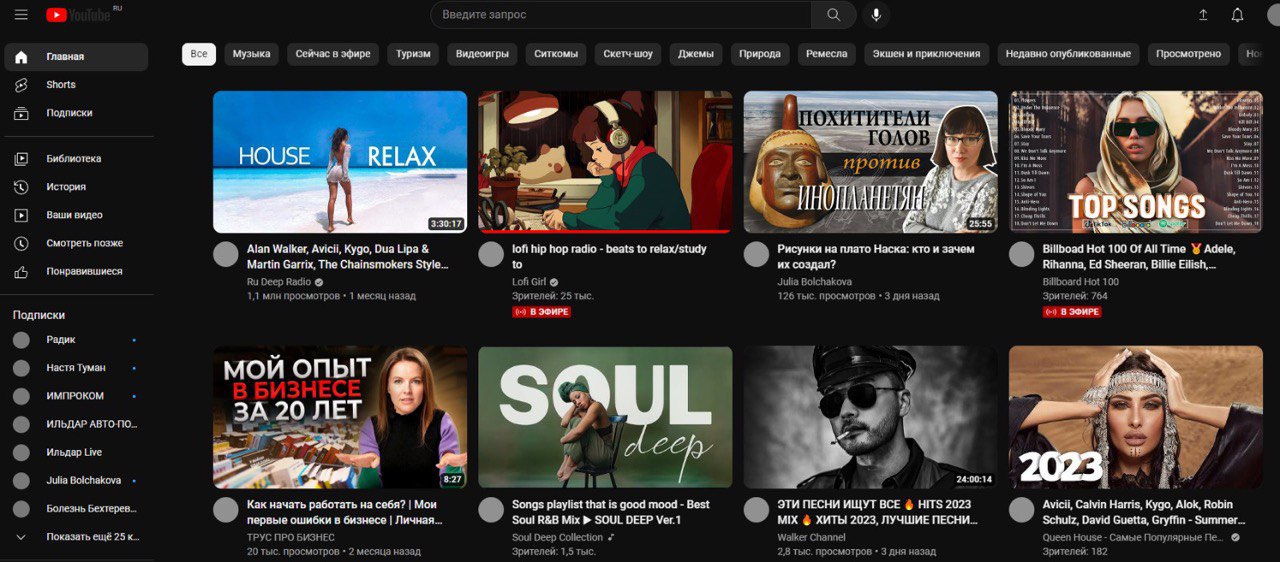 YouTube RU
Введите запрос
Главная
Shorts
Подписки
Библиотека
История
Ваши видео
Смотреть позже
Понравившиеся
Подписки
Радик
Настя Туман
ИМПРОКОМ
ИЛЬДАР АВТО-ПО...
Ильдар Live
Julia Bolchakova
Болезнь Бехтерев...
Показать ещё 25 к...
Все
Музыка
Сейчас в эфире
Туризм
Видеоигры
Ситкомы
Скетч-шоу
Джемы
Природа
Ремесла
Экшен и приключения
Недавно опубликованные
Просмотрено
HOUSE RELAX
3:30:17
Alan Walker, Avicii, Kygo, Dua Lipa &
Martin Garrix, The Chainsmokers Style...
Ru Deep Radio
1,1 млн просмотров • 1 месяц назад
lofi hip hop radio - beats to relax/study
to
Lofi Girl
Зрителей: 25 тыс.
В ЭФИРЕ
ПОХИТИТЕЛИ
ГОЛОВ
против
ИНОПЛАНЕТЯН
25:55
Рисунки на плато Наска: кто и зачем
их создал?
Julia Bolchakova
126 тыс. просмотров • 3 дня назад
TOP SONGS
Billboad Hot 100 Of All Time 🏅 Adele,
Rihanna, Ed Sheeran, Billie Eilish,...
Billboard Hot 100
Зрителей: 764
В ЭФИРЕ
МОЙ ОПЫТ
В БИЗНЕСЕ
ЗА 20 ЛЕТ
8:27
Как начать работать на себя? | Мои
первые ошибки в бизнесе | Личная...
ТРУС ПРО БИЗНЕС
20 тыс. просмотров • 2 месяца назад
SOUL
deep
Songs playlist that is good mood - Best
Soul R&B Mix ▶ SOUL DEEP Ver.1
Soul Deep Collection
Зрителей: 1,5 тыс.
24:00:14
ЭТИ ПЕСНИ ИЩУТ ВСЕ 🔥 HITS 2023
MIX 🔥 ХИТЫ 2023, ЛУЧШИЕ ПЕСНИ...
Walker Channel
2,8 тыс. просмотров • 3 дня назад
2023
Avicii, Calvin Harris, Kygo, Alok, Robin
Schulz, David Guetta, Gryffin - Summer...
Queen House - Самые Популярные Пе...
Зрителей: 182